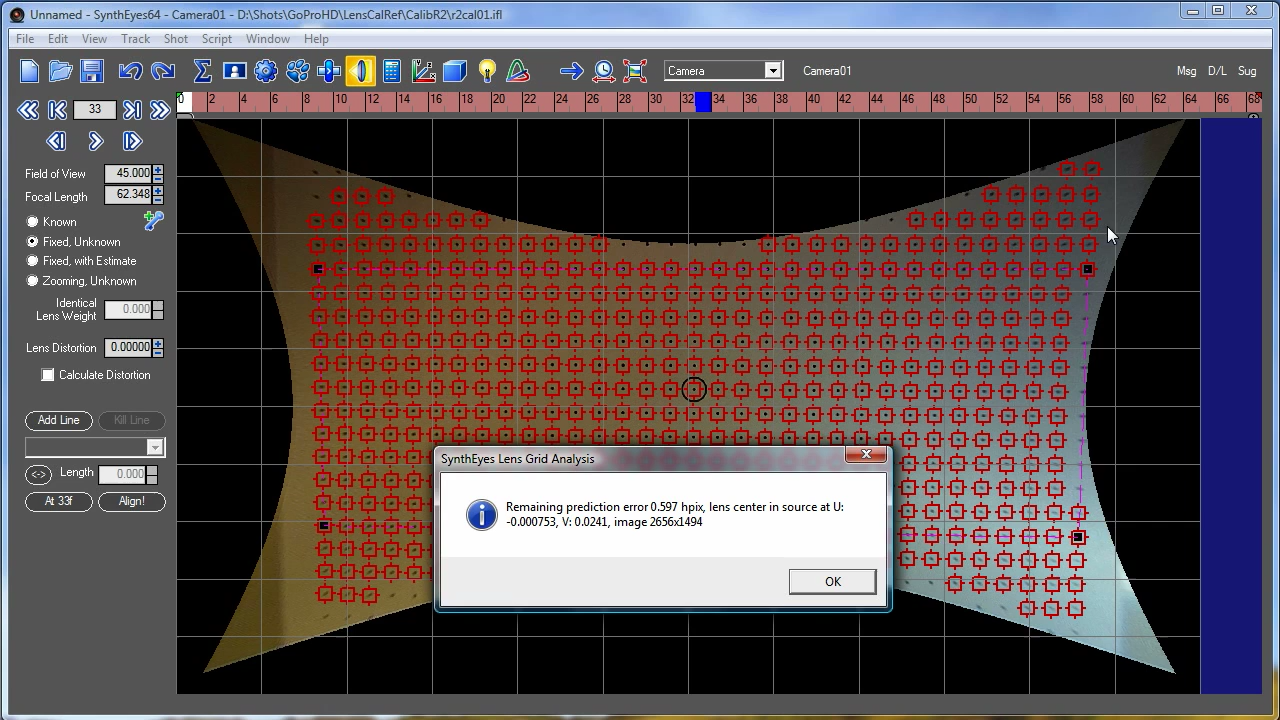 Unnamed - SynthEyes64 - Camera01 - D:\Shots\GoProHD\LensCalRef\CalibR2\r2cal01.ifl
File Edit View Track Shot Script Window Help
Camera Camera01 Msg D/L Sug
0 2 4 6 8 10 12 14 16 18 20 22 24 26 28 30 32 34 36 38 40 42 44 46 48 50 52 54 56 58 60 62 64 66 68
33
Field of View 45.000
Focal Length 62.348
Known
Fixed, Unknown
Fixed, with Estimate
Zooming, Unknown
Identical
Lens Weight 0.000
Lens Distortion 0.00000
Calculate Distortion
Add Line Kill Line
<-> Length 0.000
At 33f Align!
SynthEyes Lens Grid Analysis
Remaining prediction error 0.597 hpix, lens center in source at U:
-0.000753, V: 0.0241, image 2656x1494
OK